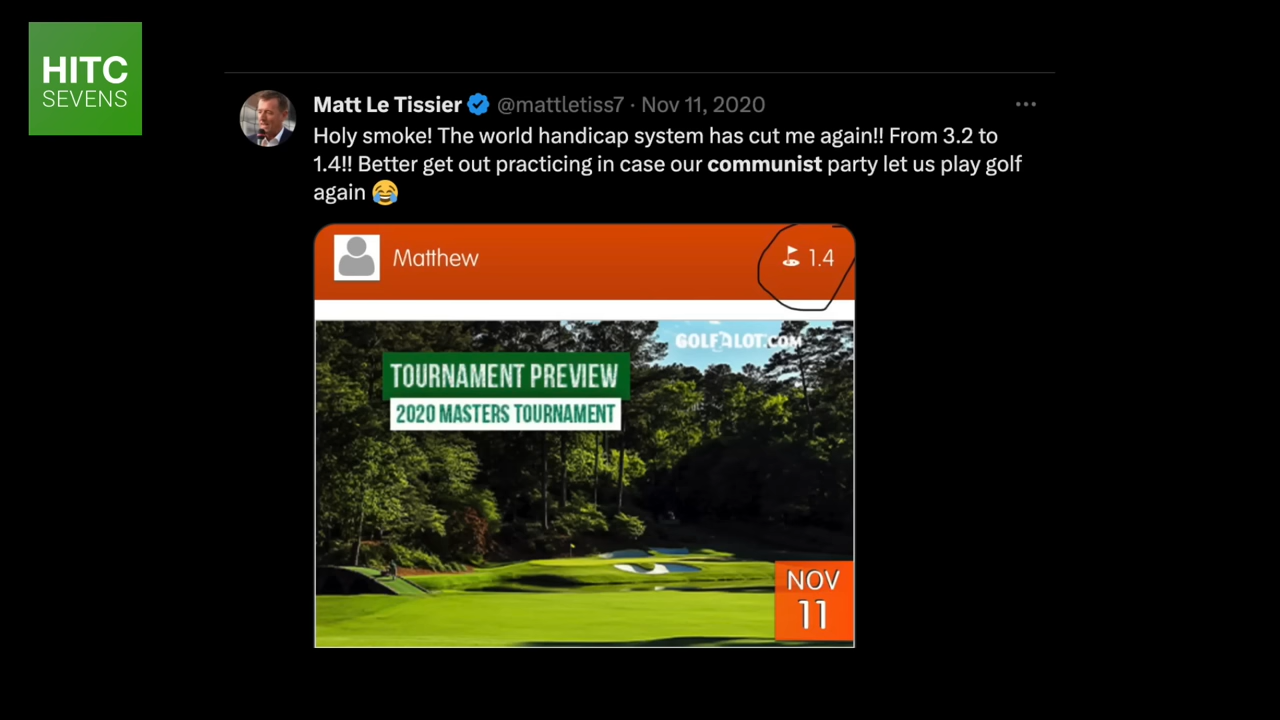 HITC
SEVENS
Matt Le Tissier @mattletiss7 · Nov 11, 2020
Holy smoke! The world handicap system has cut me again!! From 3.2 to
1.4!! Better get out practicing in case our communist party let us play golf
again 😂
Matthew
1.4
GOLFALOT.COM
TOURNAMENT PREVIEW
2020 MASTERS TOURNAMENT
NOV
11